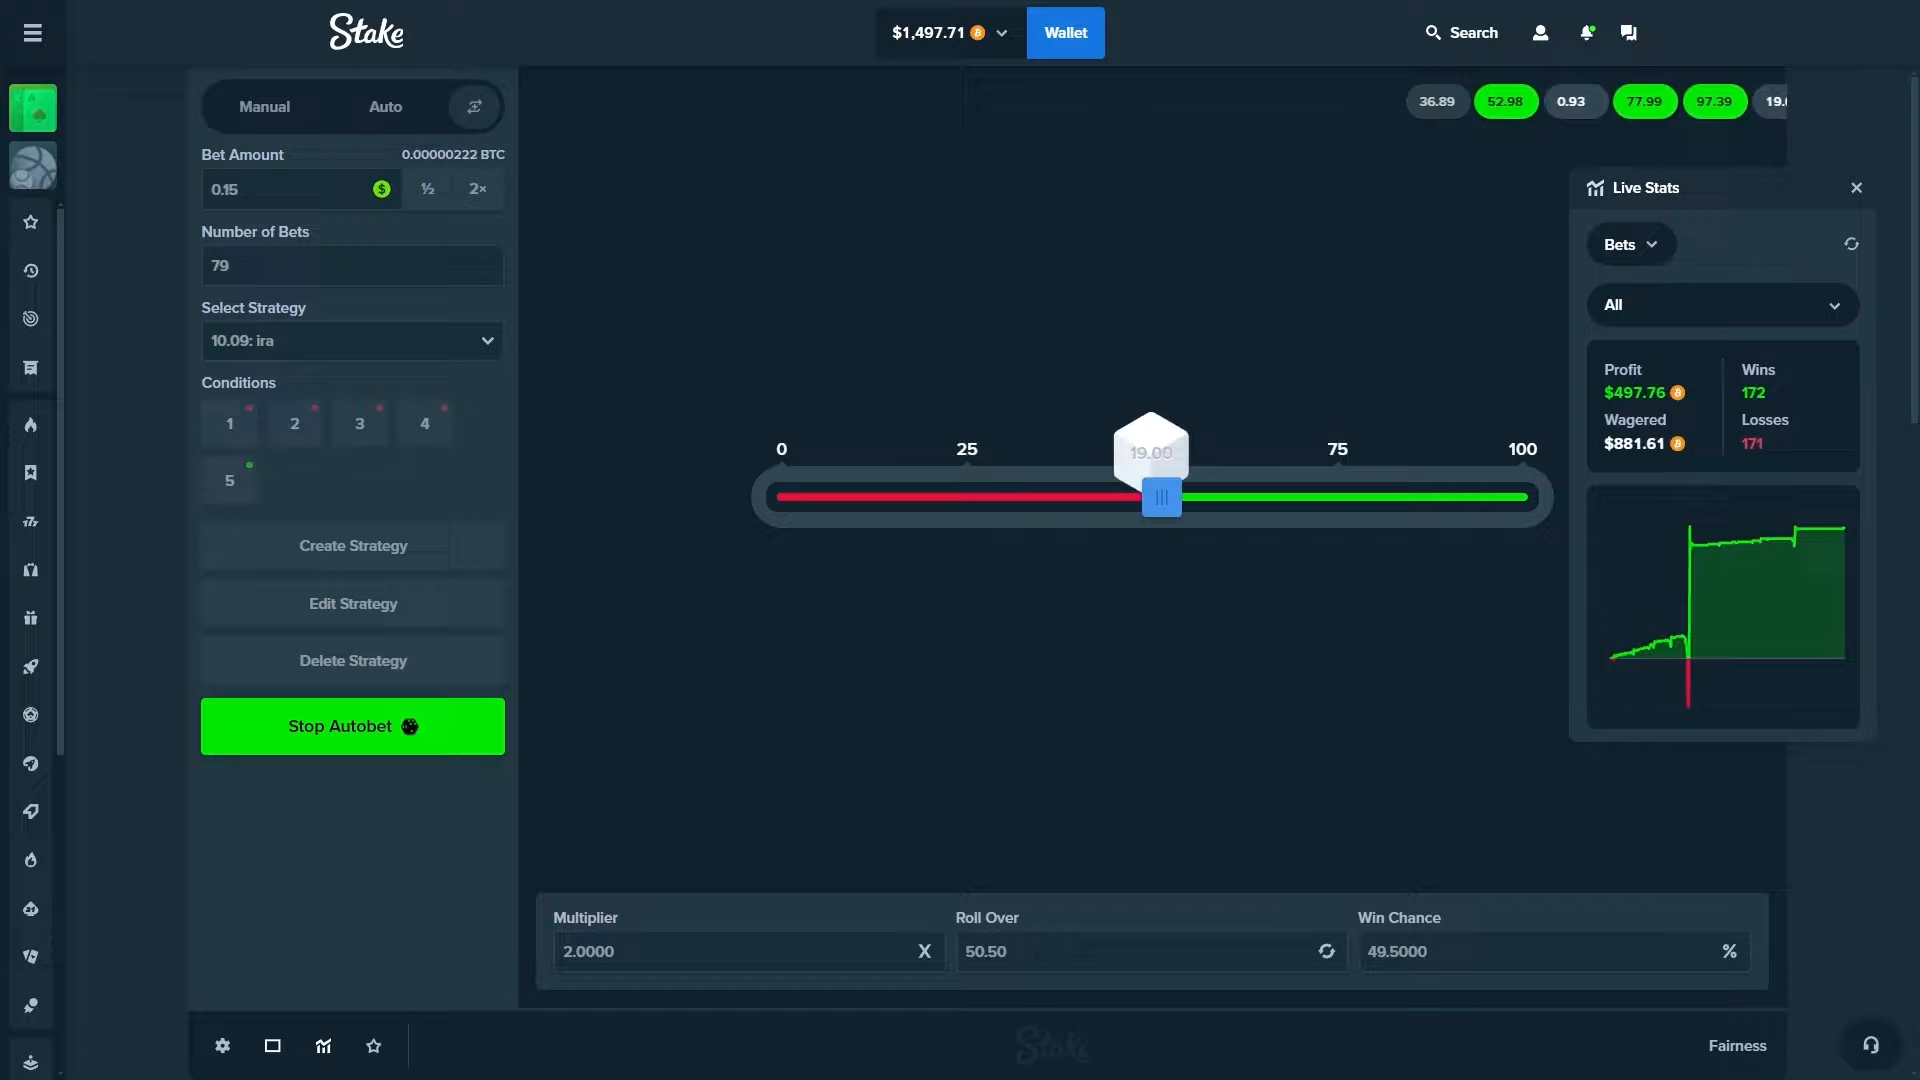 Stake
$1,497.71
Wallet
Search
Manual
Auto
36.89
52.98
0.93
77.99
97.39
Bet Amount
0.00000222 BTC
0.15
½
2×
Number of Bets
79
Select Strategy
10.09: ira
Conditions
1
2
3
4
5
Create Strategy
Edit Strategy
Delete Strategy
Stop Autobet
0
25
75
100
19.00
Live Stats
Bets
All
Profit
$497.76
Wins
172
Wagered
$881.61
Losses
171
Multiplier
2.0000
X
Roll Over
50.50
Win Chance
49.5000
%
Stake
Fairness